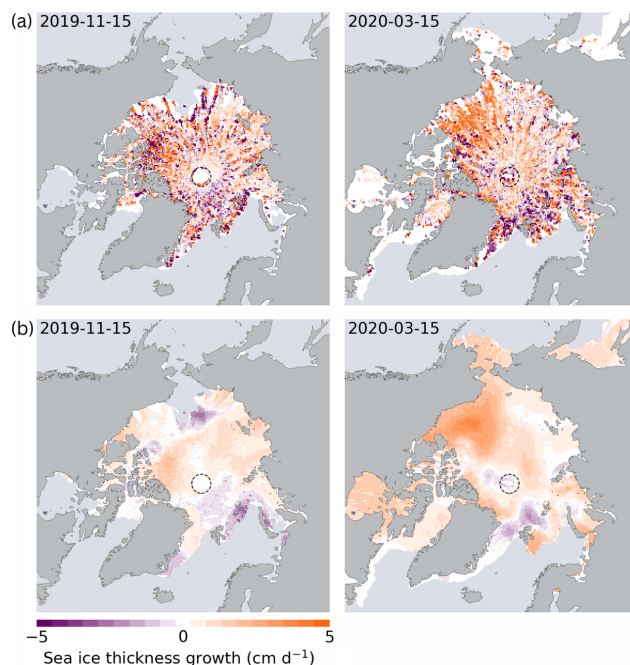 (a) 2019-11-15 2020-03-15
(b) 2019-11-15 2020-03-15
−5 0 5
Sea ice thickness growth (cm d⁻¹)